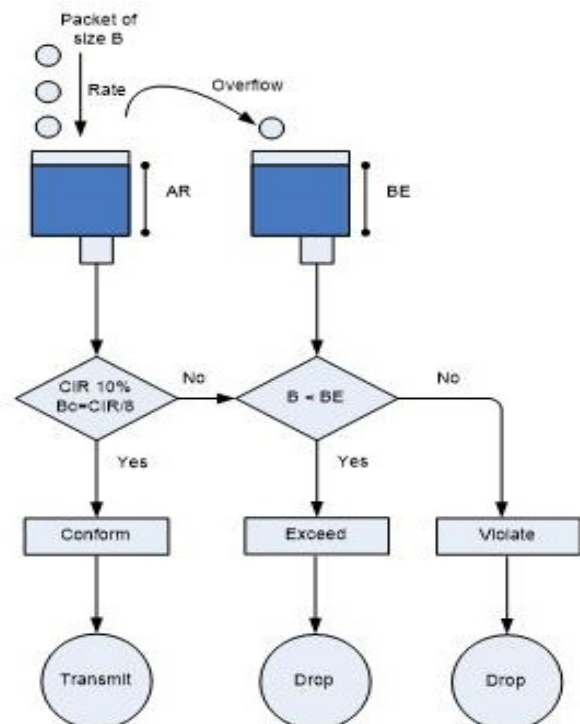 Packet of
size B
Rate
Overflow
AR
BE
CIR 10%
Bc=CIR/8
No
B < BE
No
Yes
Yes
Conform
Exceed
Violate
Transmit
Drop
Drop